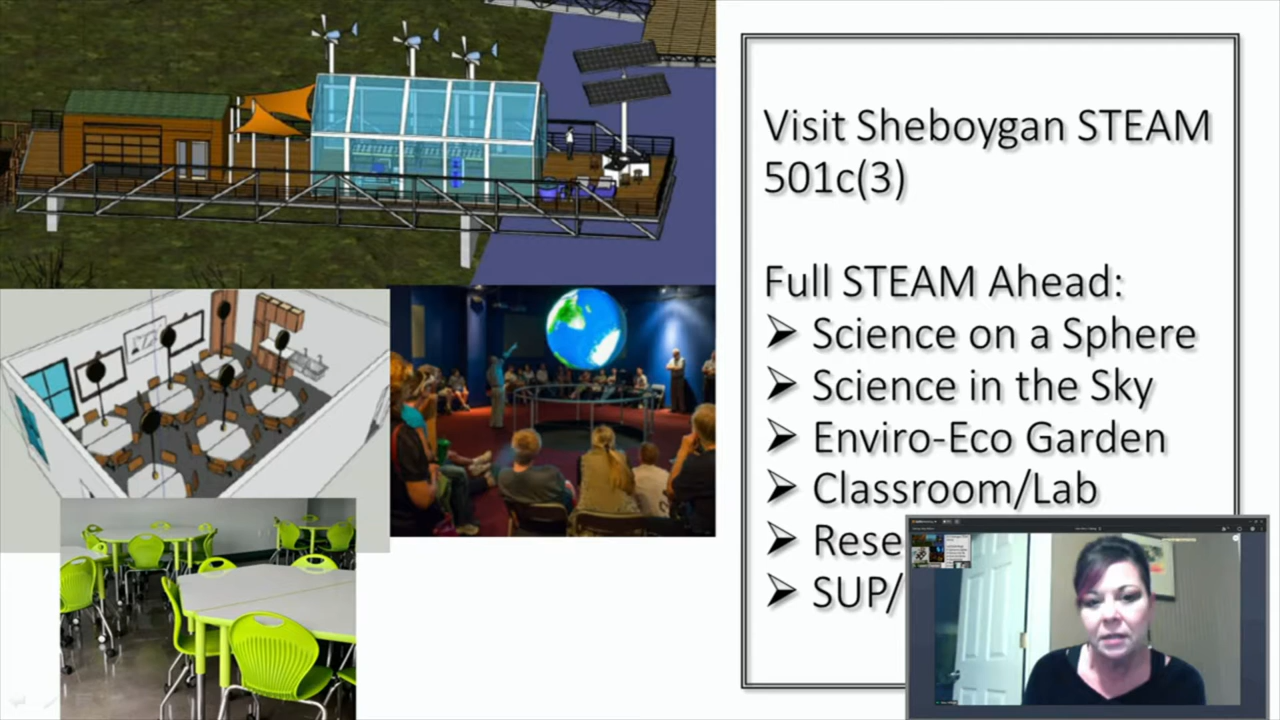 Visit Sheboygan STEAM
501c(3)
Full STEAM Ahead:
➢ Science on a Sphere
➢ Science in the Sky
➢ Enviro-Eco Garden
➢ Classroom/Lab
➢ Rese
➢ SUP/